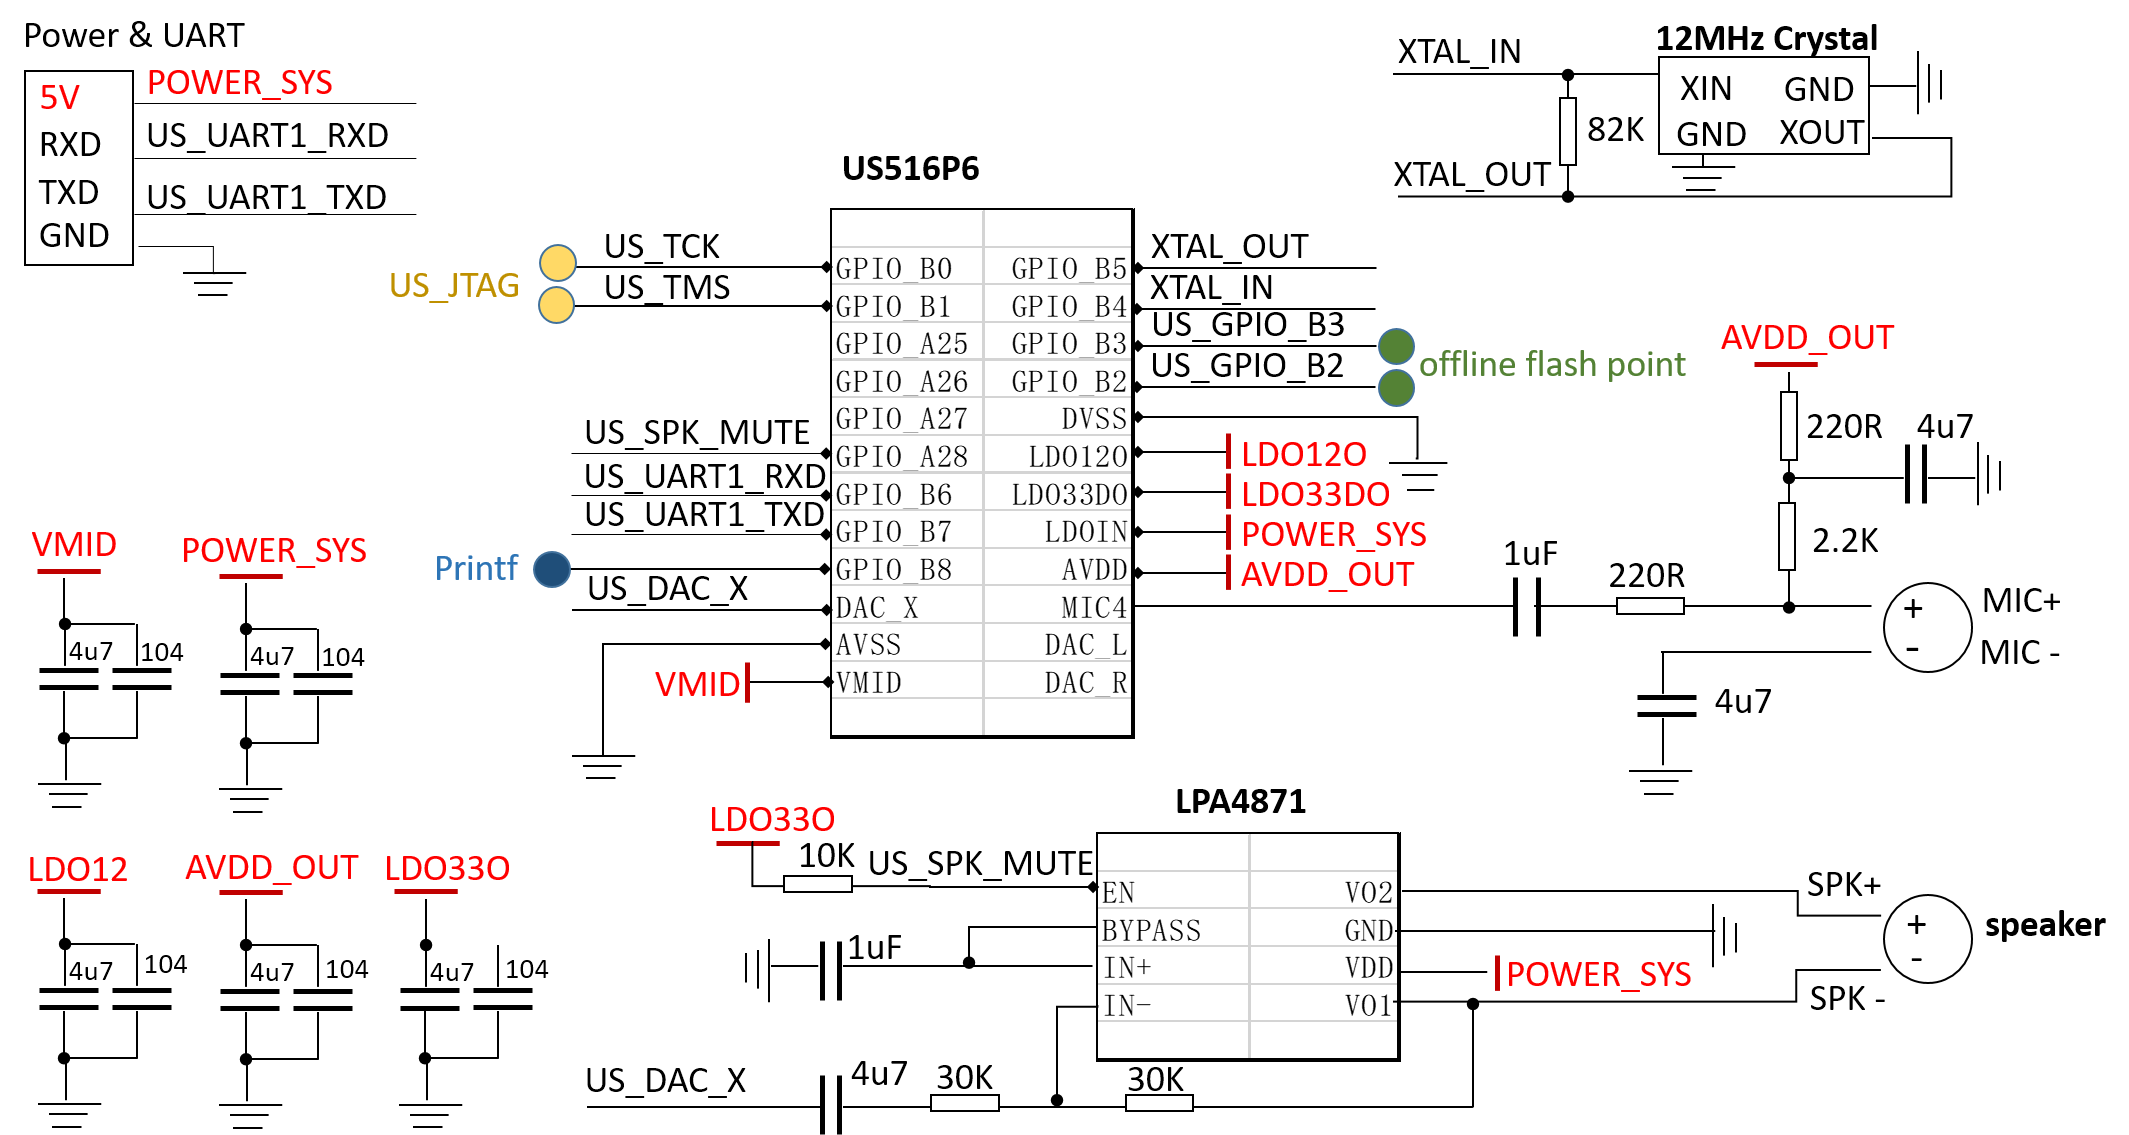 Power & UART
5V
POWER_SYS
RXD
US_UART1_RXD
TXD
US_UART1_TXD
GND
12MHz Crystal
XTAL_IN
XIN
GND
82K
GND
XOUT
XTAL_OUT
US516P6
US_JTAG
US_TCK
US_TMS
US_SPK_MUTE
US_UART1_RXD
US_UART1_TXD
Printf
US_DAC_X
VMID
GPIO_B0
GPIO_B1
GPIO_A25
GPIO_A26
GPIO_A27
GPIO_A28
GPIO_B6
GPIO_B7
GPIO_B8
DAC_X
AVSS
VMID
GPIO_B5
GPIO_B4
GPIO_B3
GPIO_B2
DVSS
LDO12O
LDO33DO
LDOIN
AVDD
MIC4
DAC_L
DAC_R
XTAL_OUT
XTAL_IN
US_GPIO_B3
US_GPIO_B2
offline flash point
LDO12O
LDO33DO
POWER_SYS
AVDD_OUT
AVDD_OUT
220R
4u7
2.2K
1uF
220R
MIC+
+
-
MIC -
4u7
VMID
4u7
104
POWER_SYS
4u7
104
LDO12
4u7
104
AVDD_OUT
4u7
104
LDO33O
4u7
104
LPA4871
LDO33O
10K
US_SPK_MUTE
1uF
EN
BYPASS
IN+
IN-
VO2
GND
VDD
VO1
POWER_SYS
SPK+
+
-
speaker
SPK -
US_DAC_X
4u7
30K
30K